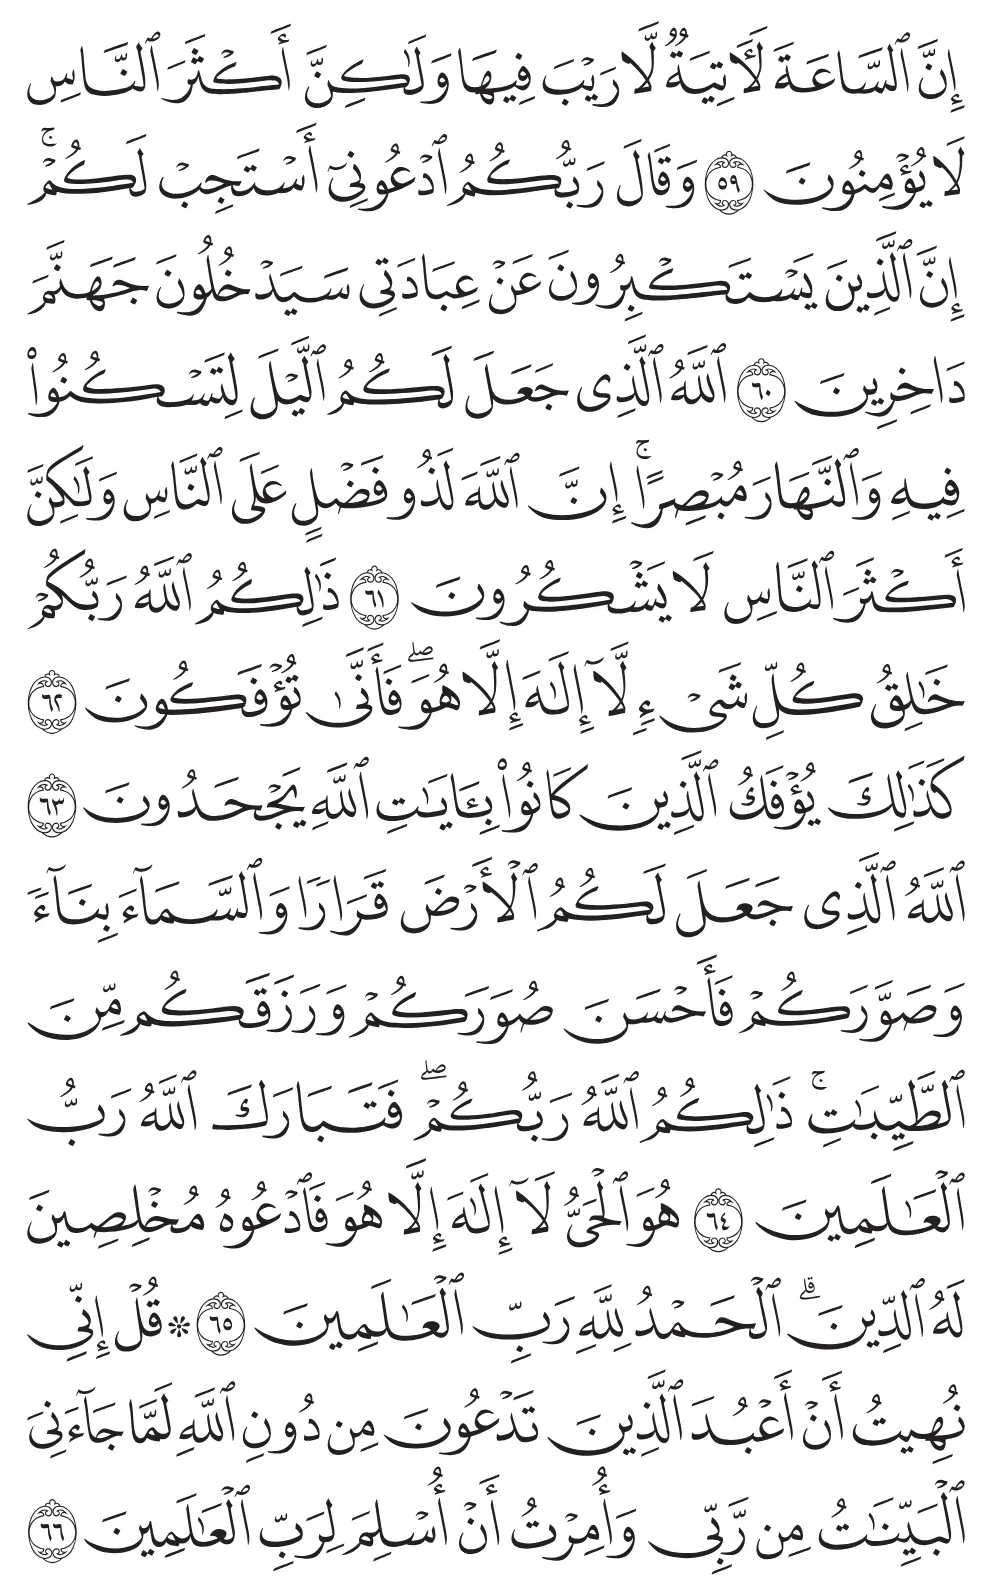 إِنَّ ٱلسَّاعَةَ لَـَٔاتِيَةٌ لَّا رَيْبَ فِيهَا وَلَـٰكِنَّ أَكْثَرَ ٱلنَّاسِ
لَا يُؤْمِنُونَ ٥٩ وَقَالَ رَبُّكُمُ ٱدْعُونِىٓ أَسْتَجِبْ لَكُمْ ۚ
إِنَّ ٱلَّذِينَ يَسْتَكْبِرُونَ عَنْ عِبَادَتِى سَيَدْخُلُونَ جَهَنَّمَ
دَاخِرِينَ ٦٠ ٱللَّهُ ٱلَّذِى جَعَلَ لَكُمُ ٱلَّيْلَ لِتَسْكُنُوا۟
فِيهِ وَٱلنَّهَارَ مُبْصِرًا ۚ إِنَّ ٱللَّهَ لَذُو فَضْلٍ عَلَى ٱلنَّاسِ وَلَـٰكِنَّ
أَكْثَرَ ٱلنَّاسِ لَا يَشْكُرُونَ ٦١ ذَٰلِكُمُ ٱللَّهُ رَبُّكُمْ
خَـٰلِقُ كُلِّ شَىْءٍ لَّآ إِلَـٰهَ إِلَّا هُوَ ۖ فَأَنَّىٰ تُؤْفَكُونَ ٦٢
كَذَٰلِكَ يُؤْفَكُ ٱلَّذِينَ كَانُوا۟ بِـَٔايَـٰتِ ٱللَّهِ يَجْحَدُونَ ٦٣
ٱللَّهُ ٱلَّذِى جَعَلَ لَكُمُ ٱلْأَرْضَ قَرَارًا وَٱلسَّمَآءَ بِنَآءً
وَصَوَّرَكُمْ فَأَحْسَنَ صُوَرَكُمْ وَرَزَقَكُم مِّنَ
ٱلطَّيِّبَـٰتِ ۚ ذَٰلِكُمُ ٱللَّهُ رَبُّكُمْ ۖ فَتَبَارَكَ ٱللَّهُ رَبُّ
ٱلْعَـٰلَمِينَ ٦٤ هُوَ ٱلْحَىُّ لَآ إِلَـٰهَ إِلَّا هُوَ فَٱدْعُوهُ مُخْلِصِينَ
لَهُ ٱلدِّينَ ۗ ٱلْحَمْدُ لِلَّهِ رَبِّ ٱلْعَـٰلَمِينَ ٦٥ * قُلْ إِنِّى
نُهِيتُ أَنْ أَعْبُدَ ٱلَّذِينَ تَدْعُونَ مِن دُونِ ٱللَّهِ لَمَّا جَآءَنِىَ
ٱلْبَيِّنَـٰتُ مِن رَّبِّى وَأُمِرْتُ أَنْ أُسْلِمَ لِرَبِّ ٱلْعَـٰلَمِينَ ٦٦